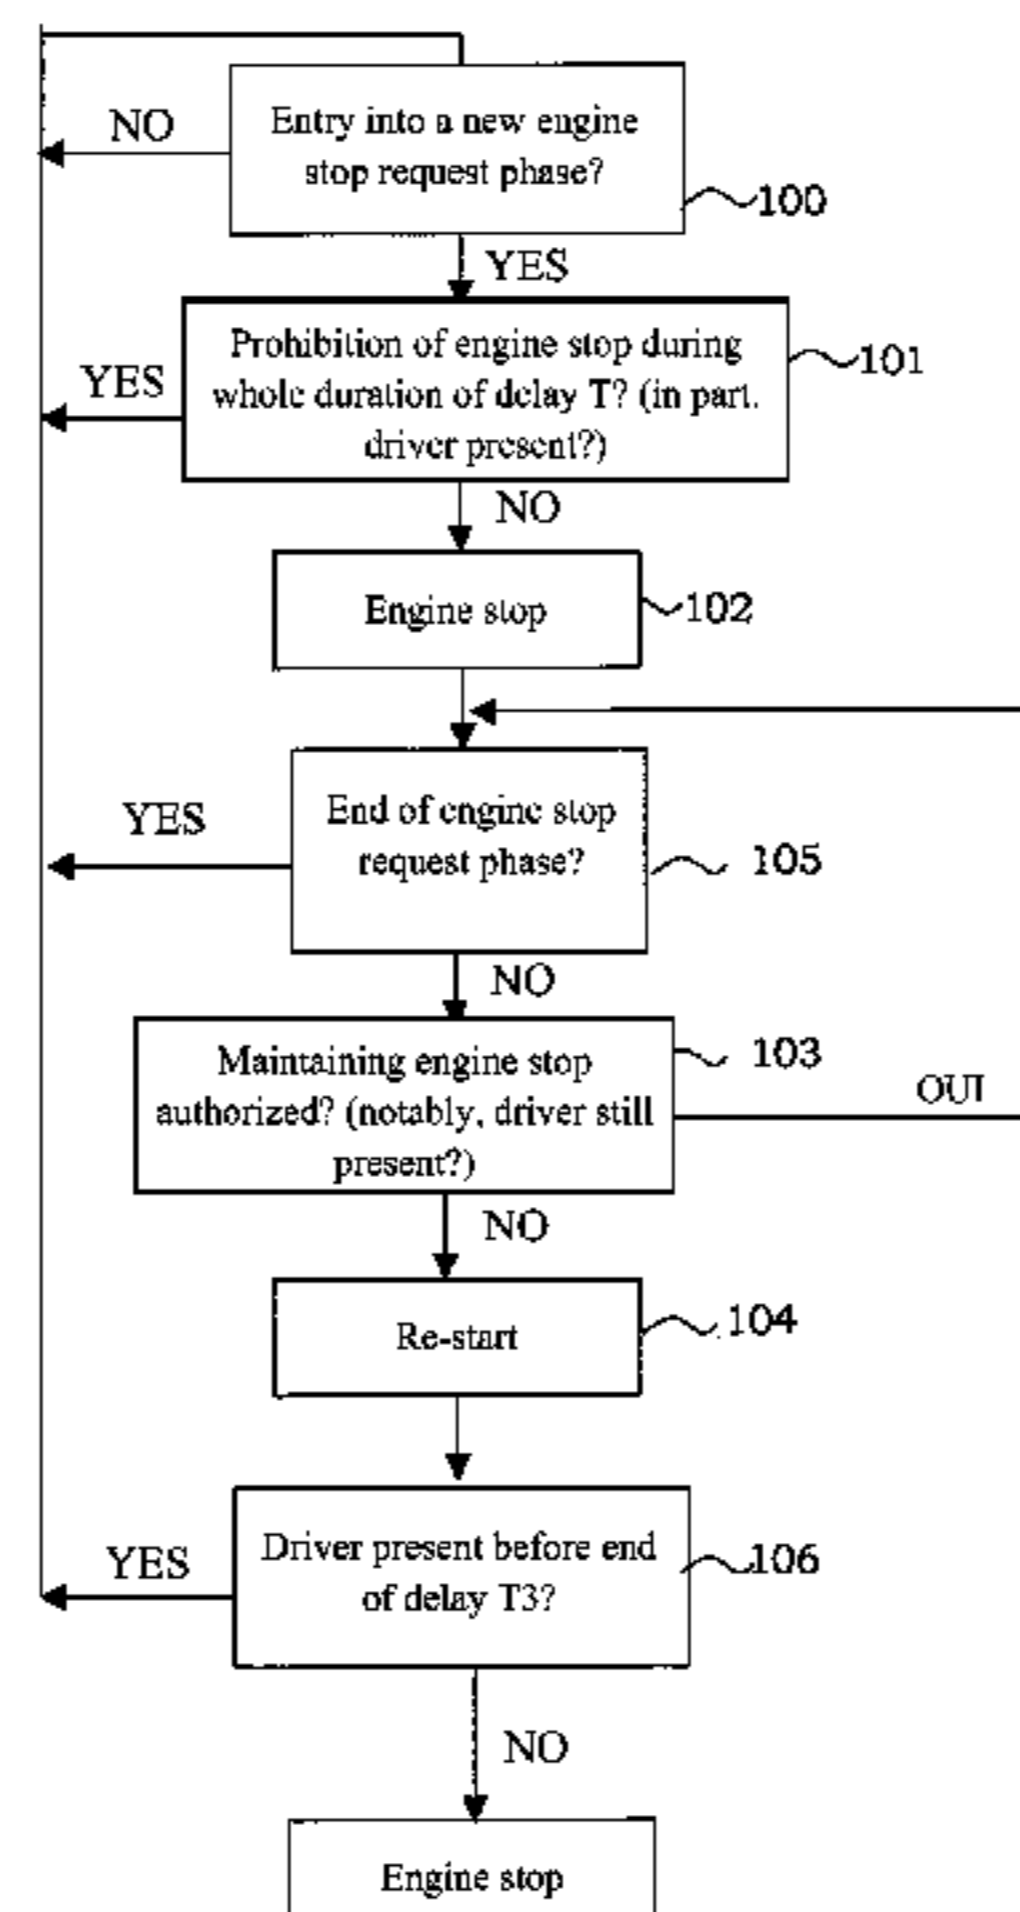 Entry into a new engine
stop request phase?
NO
100
YES
Prohibition of engine stop during
whole duration of delay T? (in part.
driver present?)
YES
101
NO
Engine stop
102
End of engine stop
request phase?
YES
105
NO
Maintaining engine stop
authorized? (notably, driver still
present?)
103
OUI
NO
Re-start
104
Driver present before end
of delay T3?
YES
106
NO
Engine stop